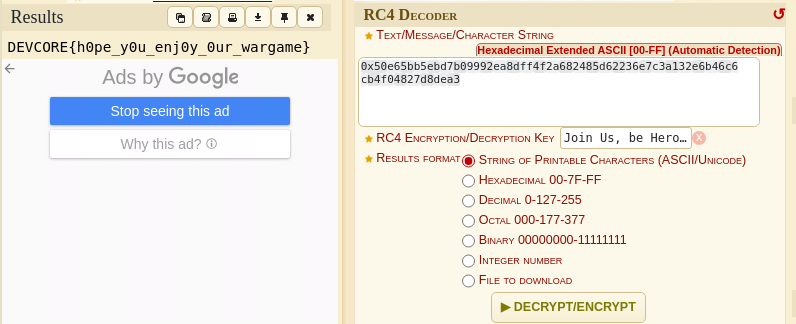 Results
DEVCORE{h0pe_y0u_enj0y_0ur_wargame}
Ads by Google
Stop seeing this ad
Why this ad?
RC4 Decoder
Text/Message/Character String
Hexadecimal Extended ASCII [00-FF] (Automatic Detection)
0x50e65bb5ebd7b09992ea8dff4f2a682485d62236e7c3a132e6b46c6
cb4f04827d8dea3
RC4 Encryption/Decryption Key Join Us, be Hero… X
Results format String of Printable Characters (ASCII/Unicode)
Hexadecimal 00-7F-FF
Decimal 0-127-255
Octal 000-177-377
Binary 00000000-11111111
Integer number
File to download
▶ DECRYPT/ENCRYPT